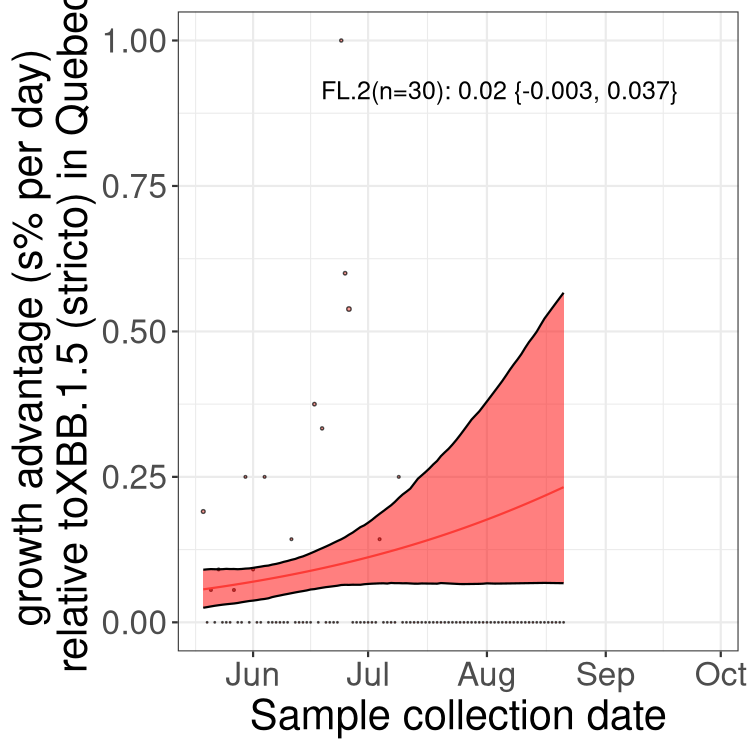 growth advantage (s% per day)
relative toXBB.1.5 (stricto) in Quebec
1.00
0.75
0.50
0.25
0.00
FL.2(n=30): 0.02 {-0.003, 0.037}
Jun Jul Aug Sep Oct
Sample collection date